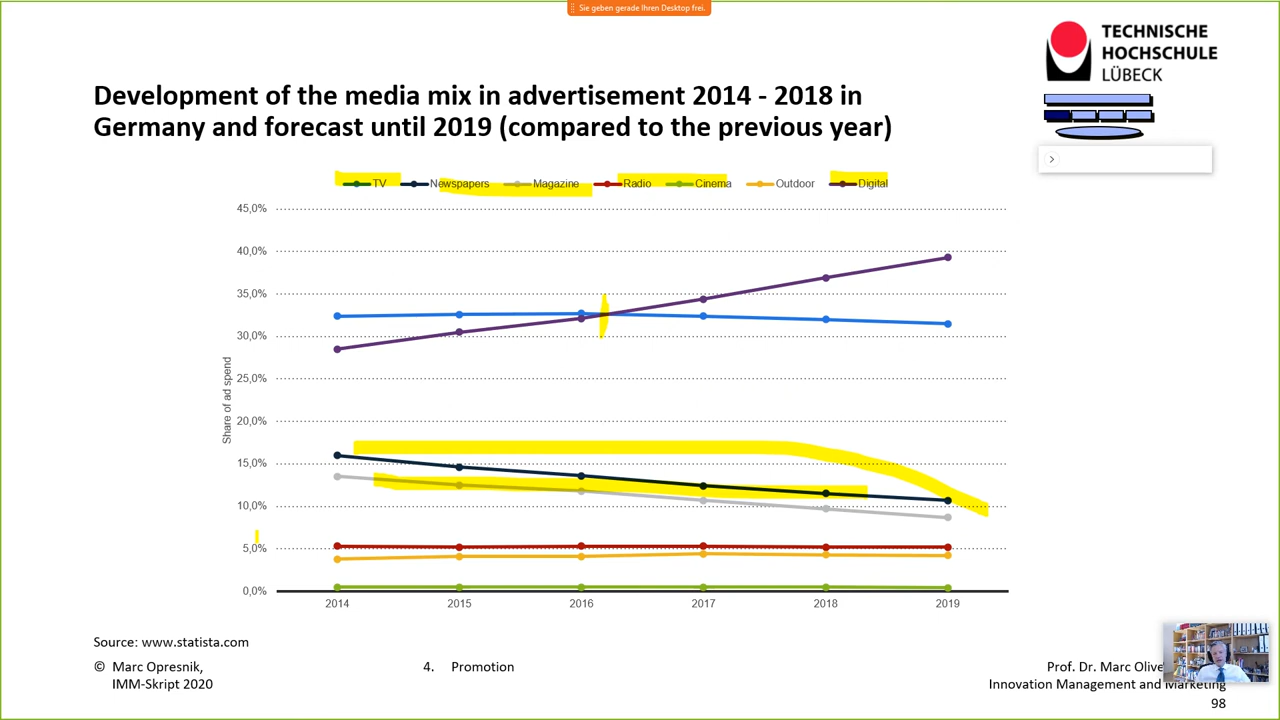 Sie geben gerade Ihren Desktop frei.
TECHNISCHE
HOCHSCHULE
LÜBECK
Development of the media mix in advertisement 2014 - 2018 in
Germany and forecast until 2019 (compared to the previous year)
TV Newspapers Magazine Radio Cinema Outdoor Digital
45,0%
40,0%
35,0%
30,0%
25,0%
20,0%
15,0%
10,0%
5,0%
0,0%
Share of ad spend
2014 2015 2016 2017 2018 2019
Source: www.statista.com
© Marc Opresnik,
IMM-Skript 2020
4. Promotion
Prof. Dr. Marc
Innovation Management and Marketing
98